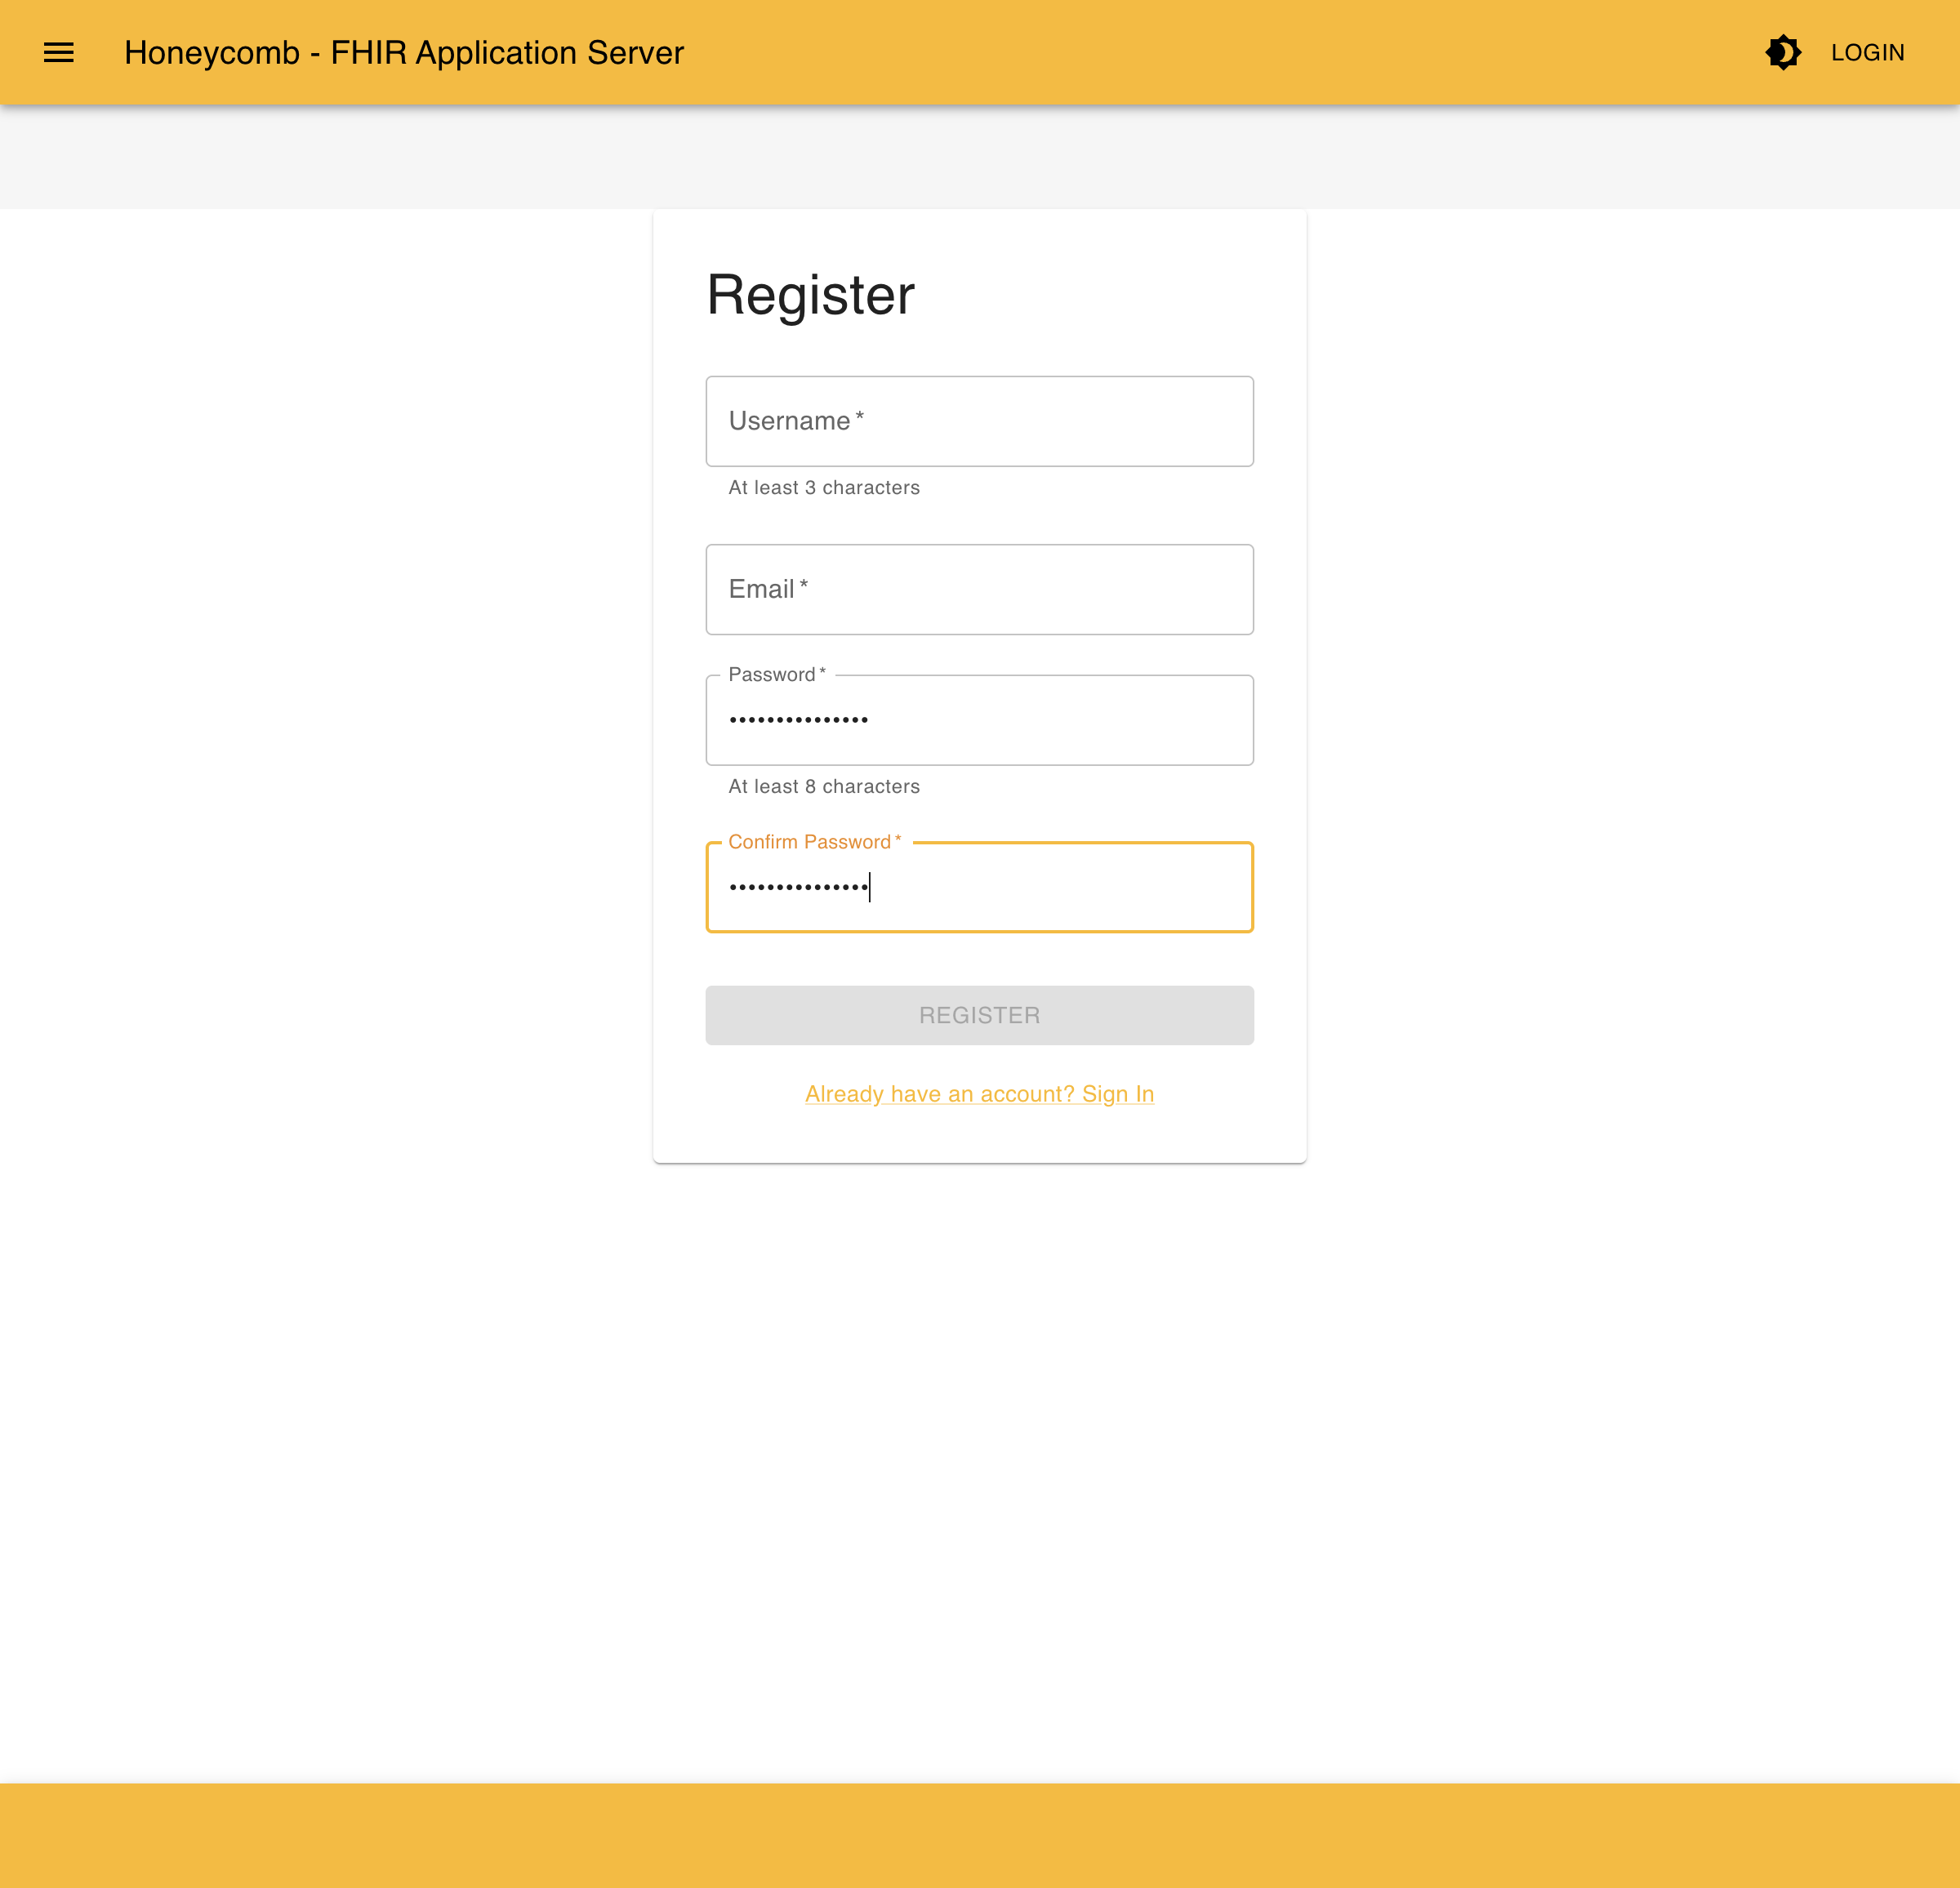 Honeycomb - FHIR Application Server
LOGIN
Register
Username *
At least 3 characters
Email *
Password *
•••••••••••••••
At least 8 characters
Confirm Password *
•••••••••••••••
REGISTER
Already have an account? Sign In